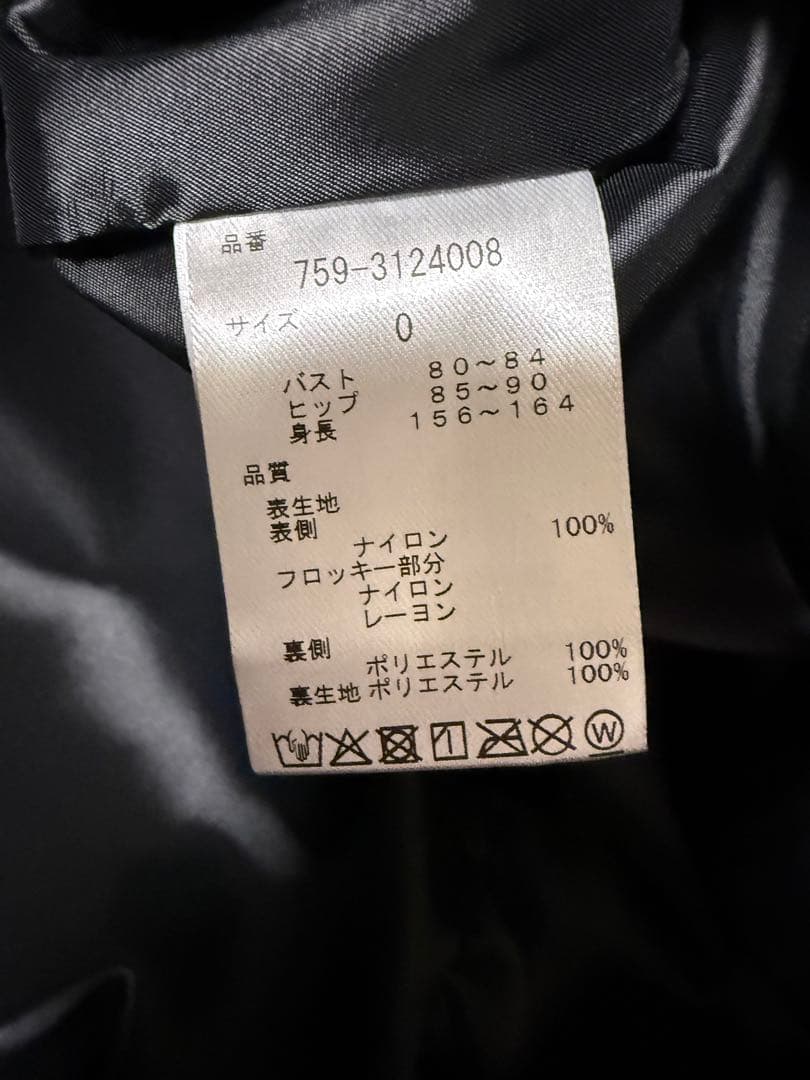 品番
759-3124008
サイズ 0
バスト 80~84
ヒップ 85~90
身長 156~164
品質
表生地
表側
ナイロン 100%
フロッキー部分
ナイロン
レーヨン
裏側
ポリエステル 100%
裏生地 ポリエステル 100%
W